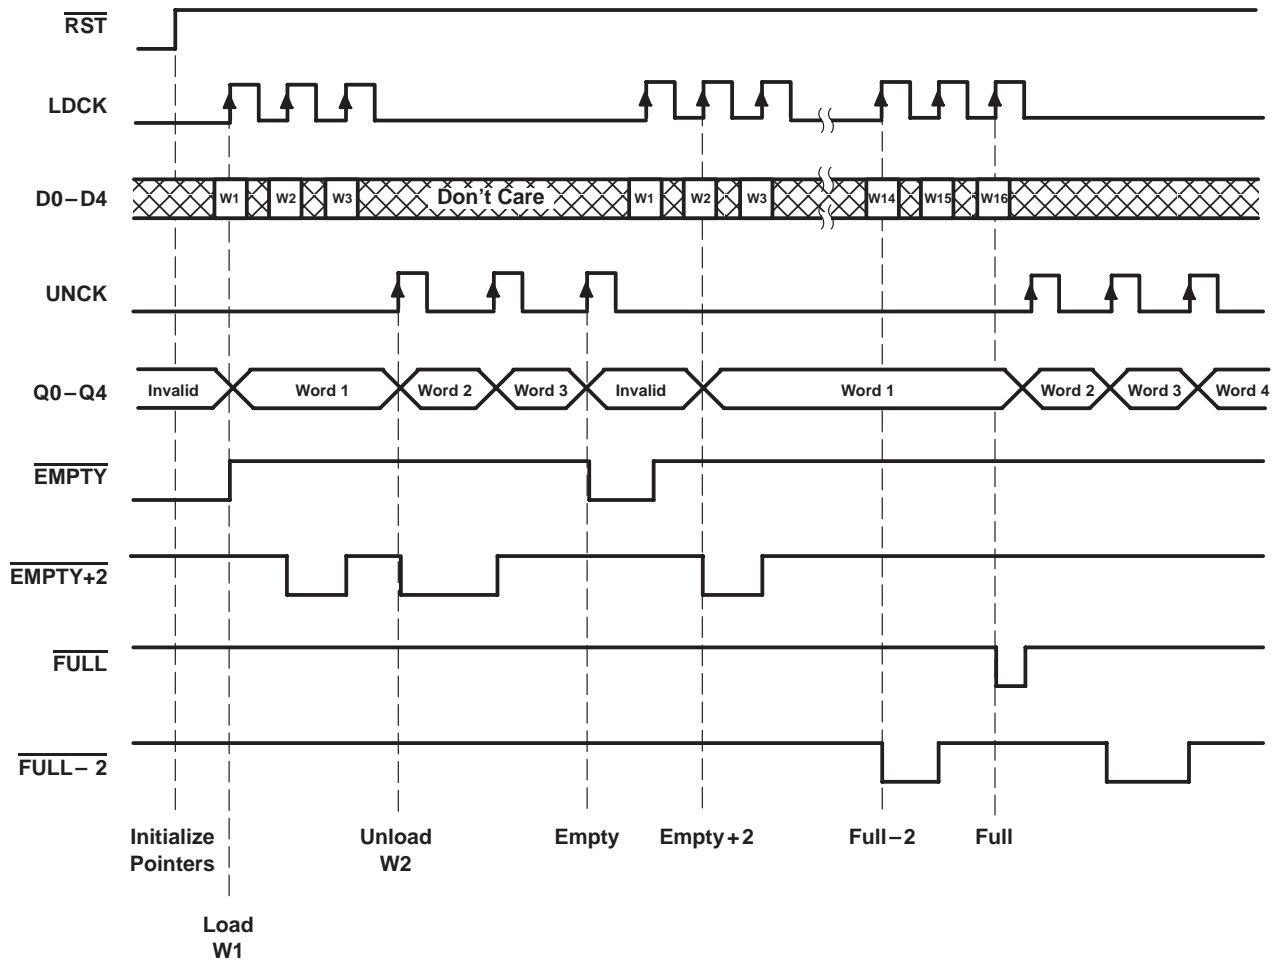 RST
LDCK
D0–D4 W1 W2 W3 Don't Care W1 W2 W3 W14 W15 W16
UNCK
Q0–Q4 Invalid Word 1 Word 2 Word 3 Invalid Word 1 Word 2 Word 3 Word 4
EMPTY
EMPTY+2
FULL
FULL–2
Initialize
Pointers
Load
W1
Unload
W2
Empty
Empty+2
Full–2
Full